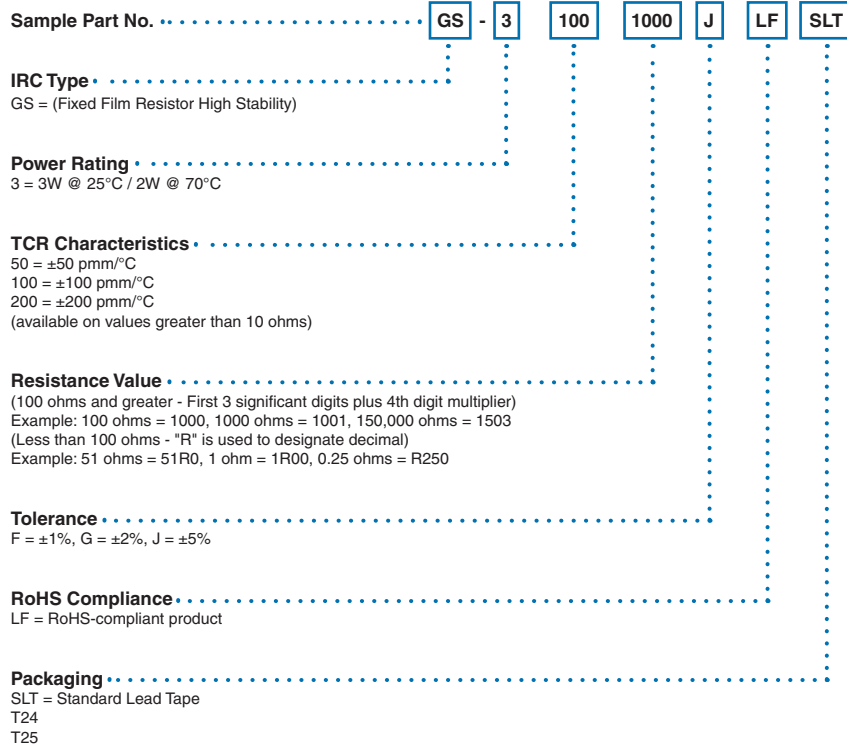 Sample Part No. GS - 3 100 1000 J LF SLT
IRC Type
GS = (Fixed Film Resistor High Stability)
Power Rating
3 = 3W @ 25°C / 2W @ 70°C
TCR Characteristics
50 = ±50 pmm/°C
100 = ±100 pmm/°C
200 = ±200 pmm/°C
(available on values greater than 10 ohms)
Resistance Value
(100 ohms and greater - First 3 significant digits plus 4th digit multiplier)
Example: 100 ohms = 1000, 1000 ohms = 1001, 150,000 ohms = 1503
(Less than 100 ohms - "R" is used to designate decimal)
Example: 51 ohms = 51R0, 1 ohm = 1R00, 0.25 ohms = R250
Tolerance
F = ±1%, G = ±2%, J = ±5%
RoHS Compliance
LF = RoHS-compliant product
Packaging
SLT = Standard Lead Tape
T24
T25